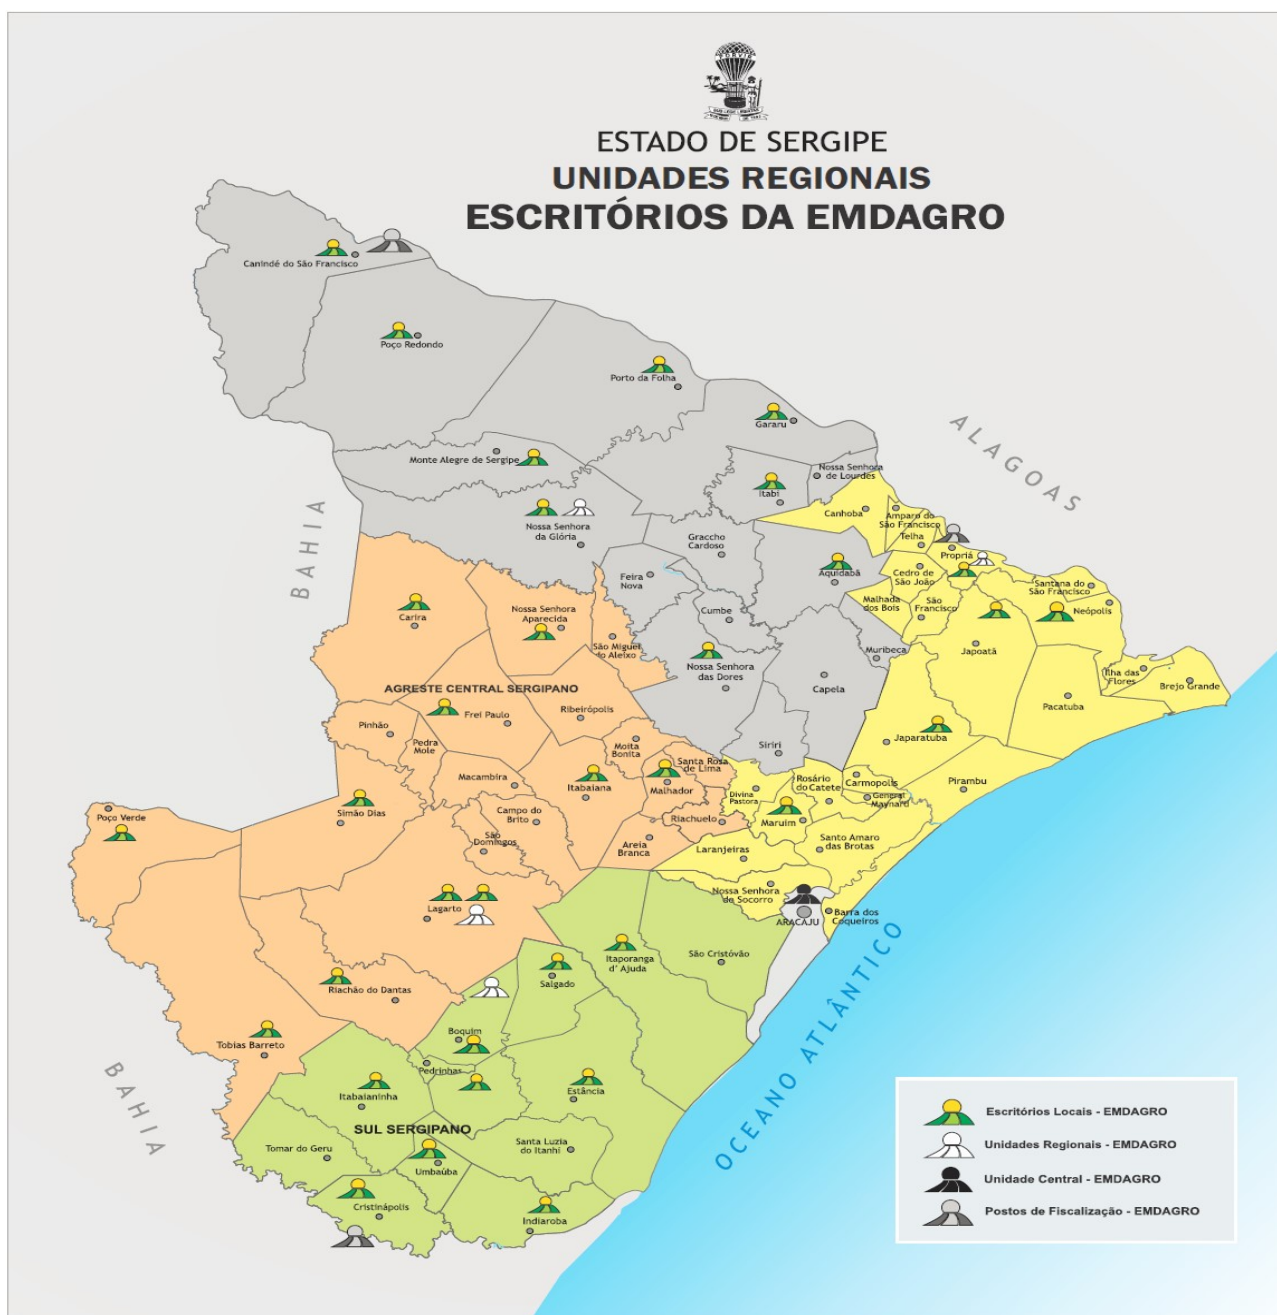 ESTADO DE SERGIPE
UNIDADES REGIONAIS
ESCRITÓRIOS DA EMDAGRO
Canindé do São Francisco
Poço Redondo
Porto da Folha
Gararu
ALAGOAS
Monte Alegre de Sergipe
Nossa Senhora
de Lourdes
Itabi
BAHIA
Canhoba
Amparo do
São Francisco
Nossa Senhora
da Glória
Graccho
Cardoso
Telha
Propriá
Aquidabã
Cedro de
São João
Feira
Nova
Santana do
São Francisco
Malhada
dos Bois
São
Francisco
Neópolis
Carira
Nossa Senhora
Aparecida
Cumbe
São Miguel
do Aleixo
Muribeca
Japoatã
Nossa Senhora
das Dores
Ilha das
Flores
Brejo Grande
AGRESTE CENTRAL SERGIPANO
Capela
Pacatuba
Frei Paulo
Ribeirópolis
Pinhão
Pedra
Mole
Moita
Bonita
Siriri
Japaratuba
Santa Rosa
de Lima
Macambira
Itabaiana
Malhador
Rosário
do Catete
Carmopolis
Pirambu
Divina
Pastora
General
Maynard
Simão Dias
Campo do
Brito
Poço Verde
Riachuelo
Maruim
São
Domingos
Areia
Branca
Laranjeiras
Santo Amaro
das Brotas
Nossa Senhora
do Socorro
Lagarto
ARACAJU
Barra dos
Coqueiros
Itaporanga
d' Ajuda
São Cristóvão
Salgado
Riachão do Dantas
OCEANO ATLÂNTICO
Boquim
Tobias Barreto
Pedrinhas
BAHIA
Itabaianinha
Estância
SUL SERGIPANO
Tomar do Geru
Santa Luzia
do Itanhi
Umbaúba
Cristinápolis
Indiaroba
Escritórios Locais - EMDAGRO
Unidades Regionais - EMDAGRO
Unidade Central - EMDAGRO
Postos de Fiscalização - EMDAGRO